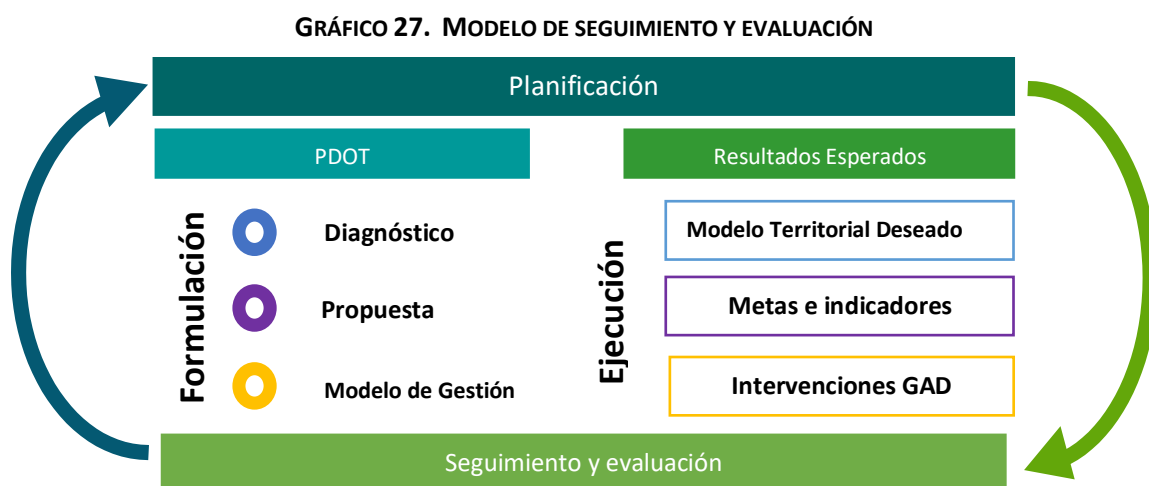 GRÁFICO 27. MODELO DE SEGUIMIENTO Y EVALUACIÓN
Planificación
PDOT
Resultados Esperados
Formulación
Diagnóstico
Propuesta
Modelo de Gestión
Ejecución
Modelo Territorial Deseado
Metas e indicadores
Intervenciones GAD
Seguimiento y evaluación